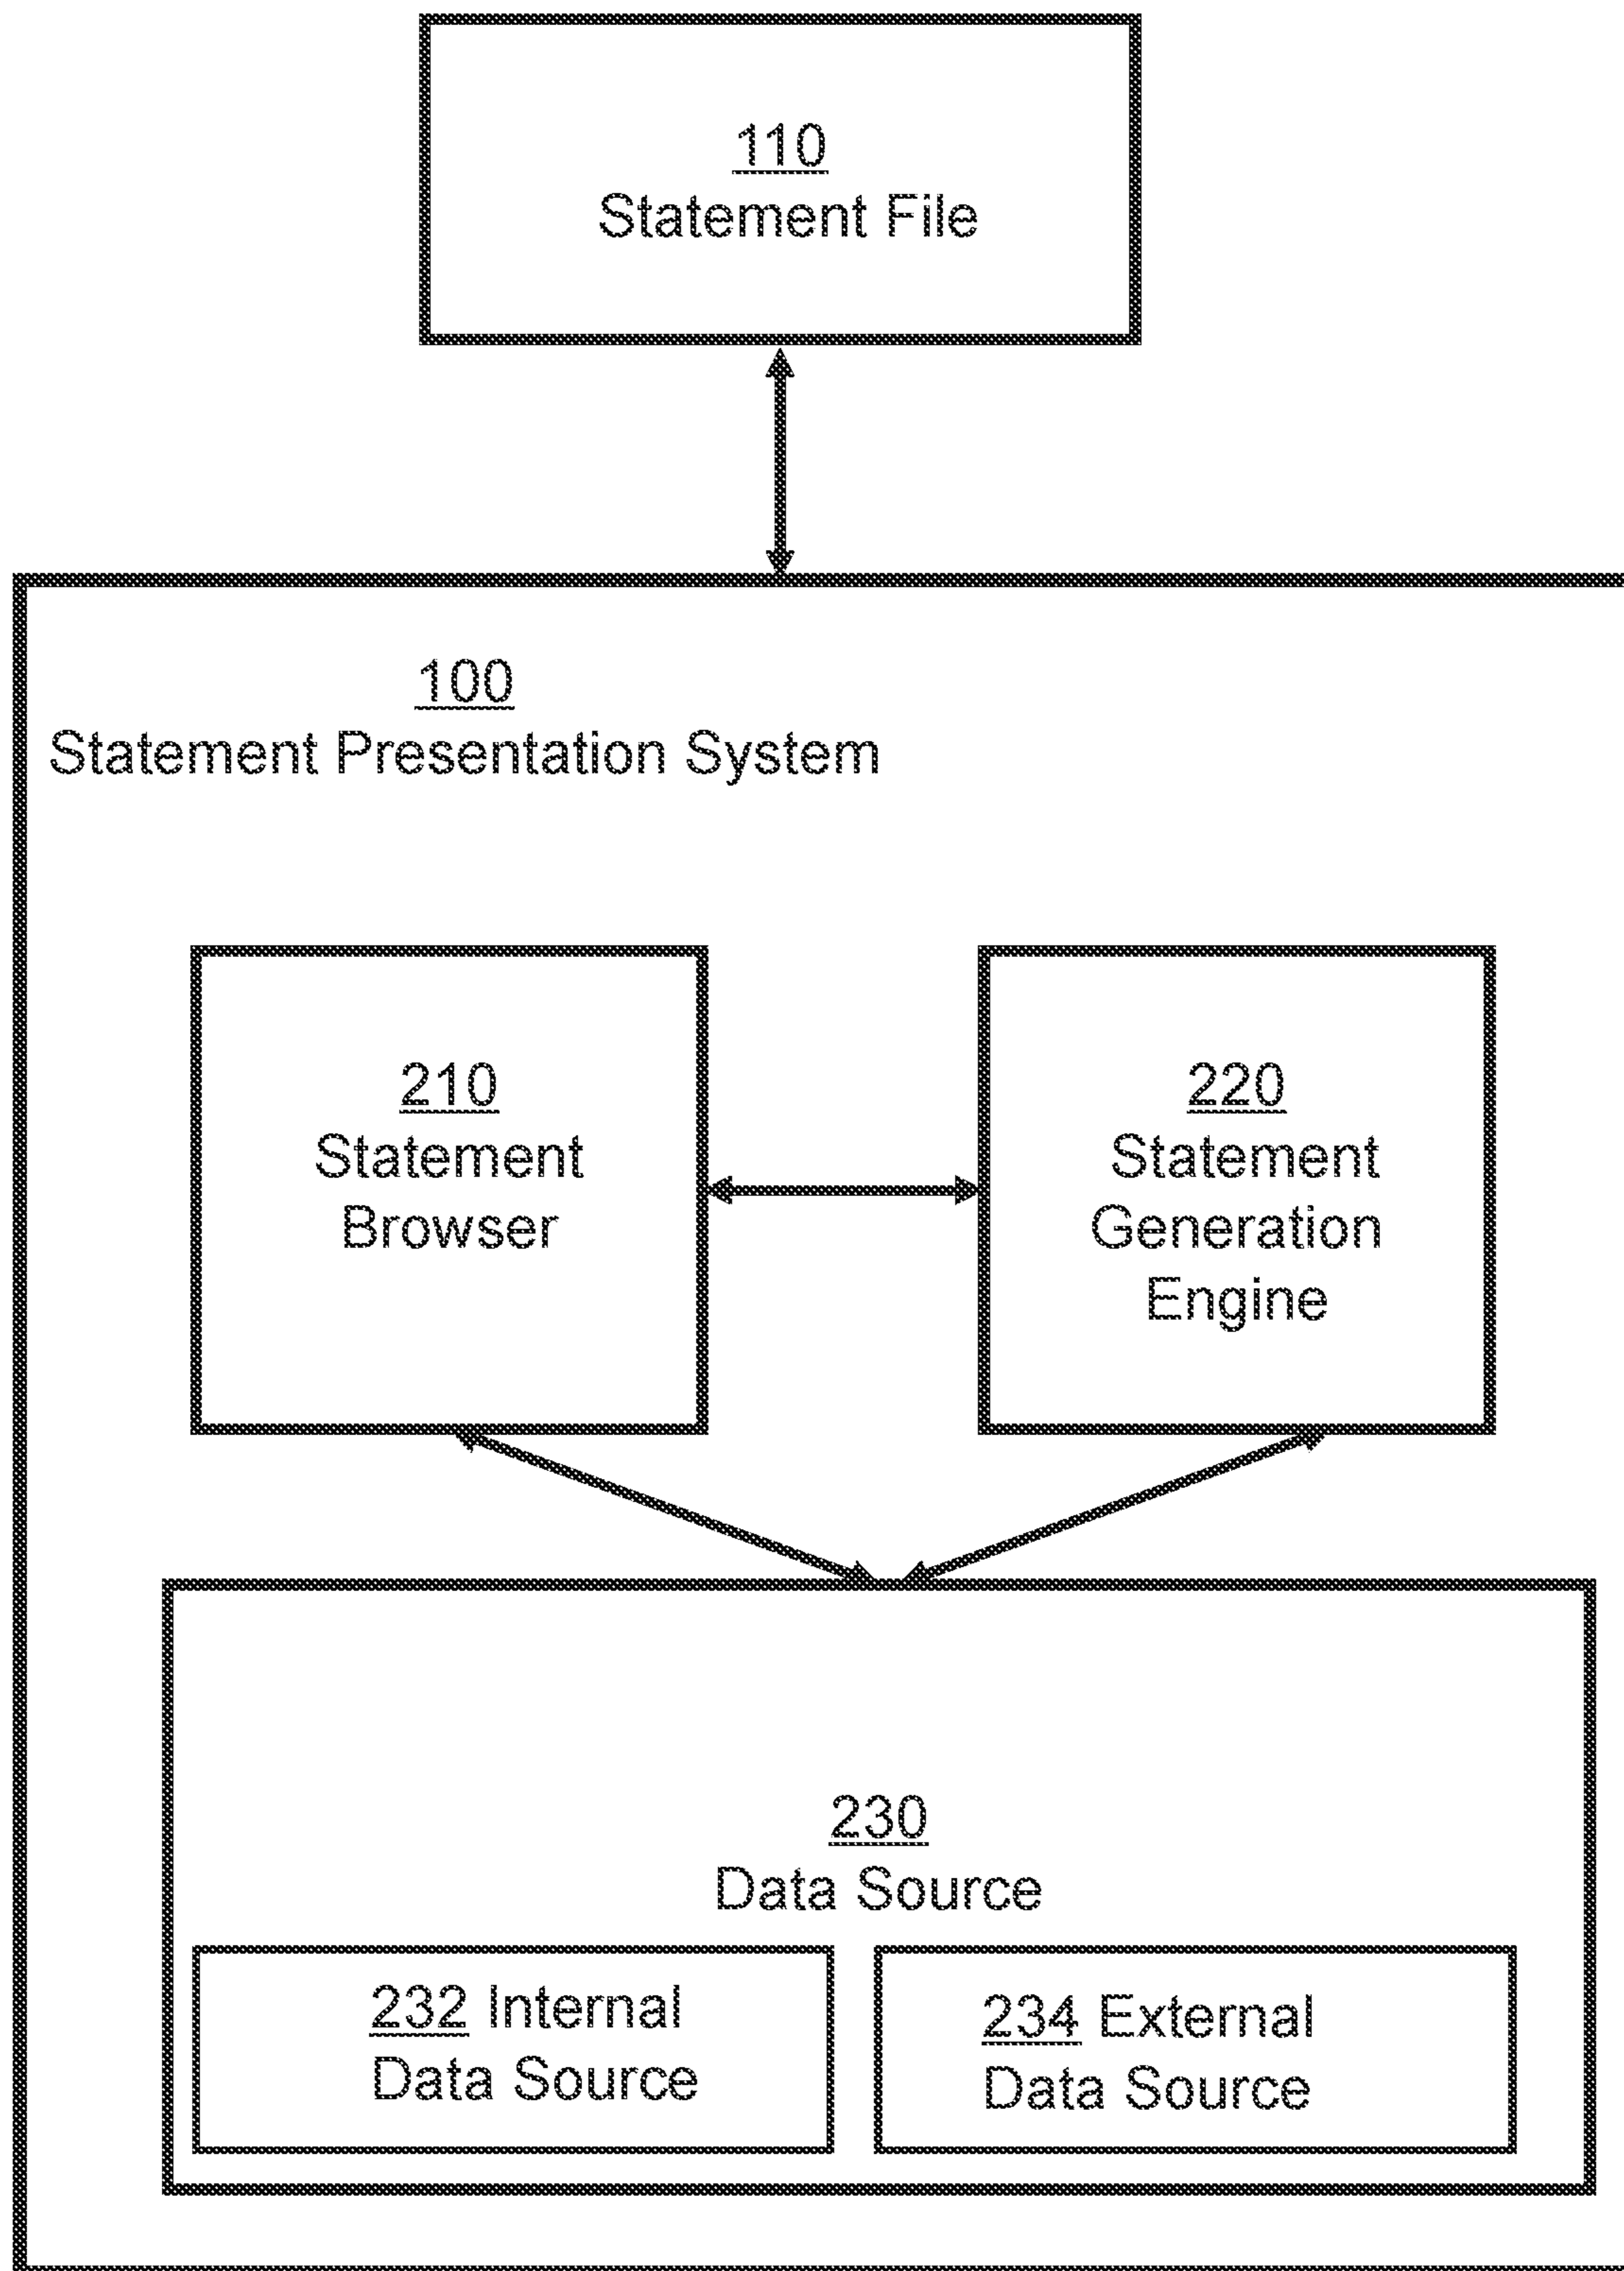 110
Statement File
100
Statement Presentation System
210
Statement
Browser
220
Statement
Generation
Engine
230
Data Source
232 Internal
Data Source
234 External
Data Source